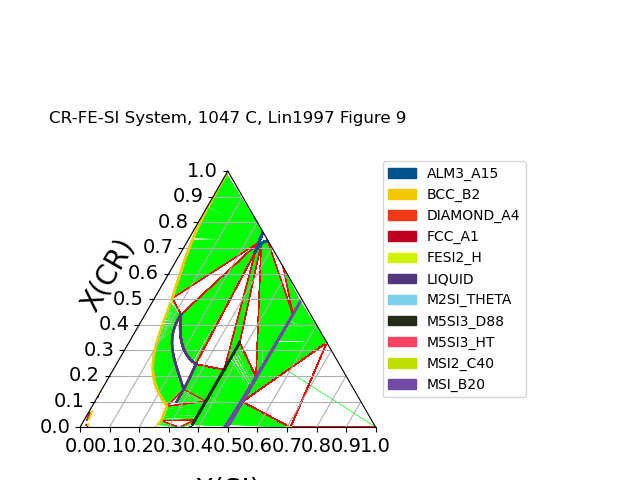 CR-FE-SI System, 1047 C, Lin1997 Figure 9
1.0
0.9
0.8
0.7
0.6
0.5
0.4
0.3
0.2
0.1
0.0
X(CR)
0.00.10.20.30.40.50.60.70.80.91.0
ALM3_A15
BCC_B2
DIAMOND_A4
FCC_A1
FESI2_H
LIQUID
M2SI_THETA
M5SI3_D88
M5SI3_HT
MSI2_C40
MSI_B20
X(SI)